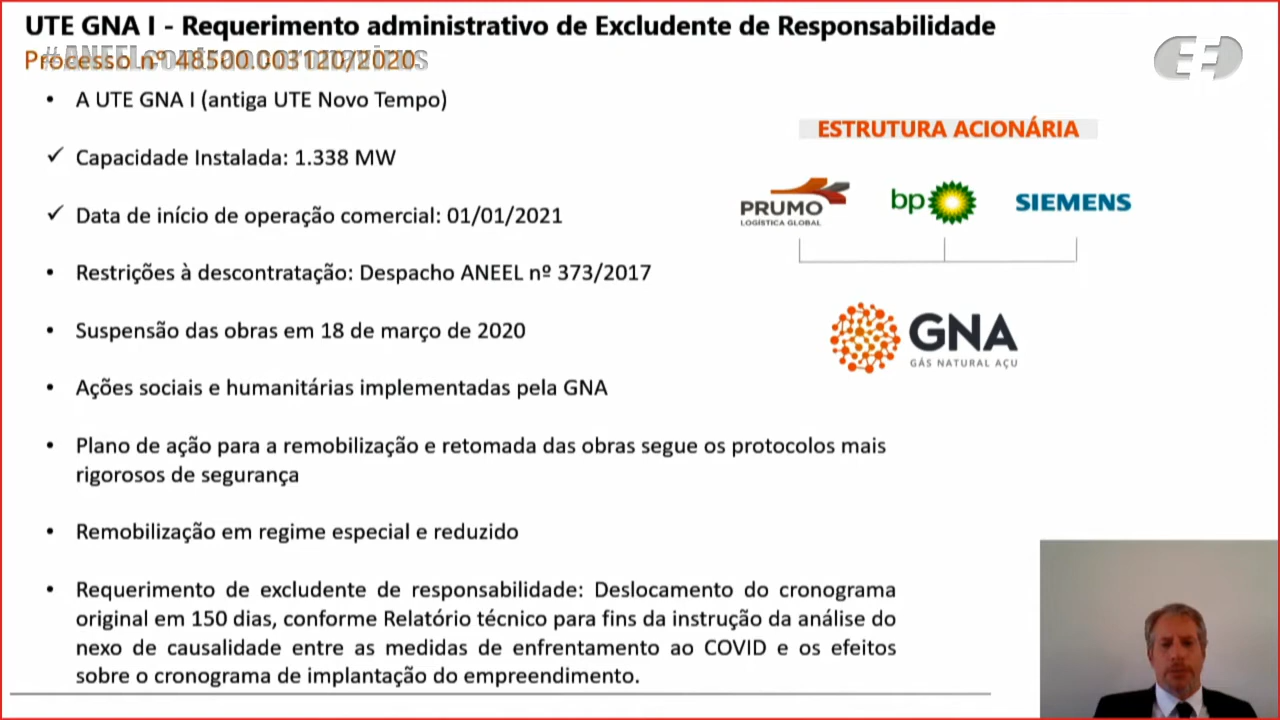 UTE GNA I - Requerimento administrativo de Excludente de Responsabilidade
#ANEELcontraocoronavirus
Processo nº 48500.003120/2020
• A UTE GNA I (antiga UTE Novo Tempo)
✓ Capacidade Instalada: 1.338 MW
✓ Data de início de operação comercial: 01/01/2021
• Restrições à descontratação: Despacho ANEEL nº 373/2017
• Suspensão das obras em 18 de março de 2020
• Ações sociais e humanitárias implementadas pela GNA
• Plano de ação para a remobilização e retomada das obras segue os protocolos mais
rigorosos de segurança
• Remobilização em regime especial e reduzido
• Requerimento de excludente de responsabilidade: Deslocamento do cronograma
original em 150 dias, conforme Relatório técnico para fins da instrução da análise do
nexo de causalidade entre as medidas de enfrentamento ao COVID e os efeitos
sobre o cronograma de implantação do empreendimento.
ESTRUTURA ACIONÁRIA
PRUMO
LOGÍSTICA GLOBAL
bp
SIEMENS
GNA
GÁS NATURAL AÇU